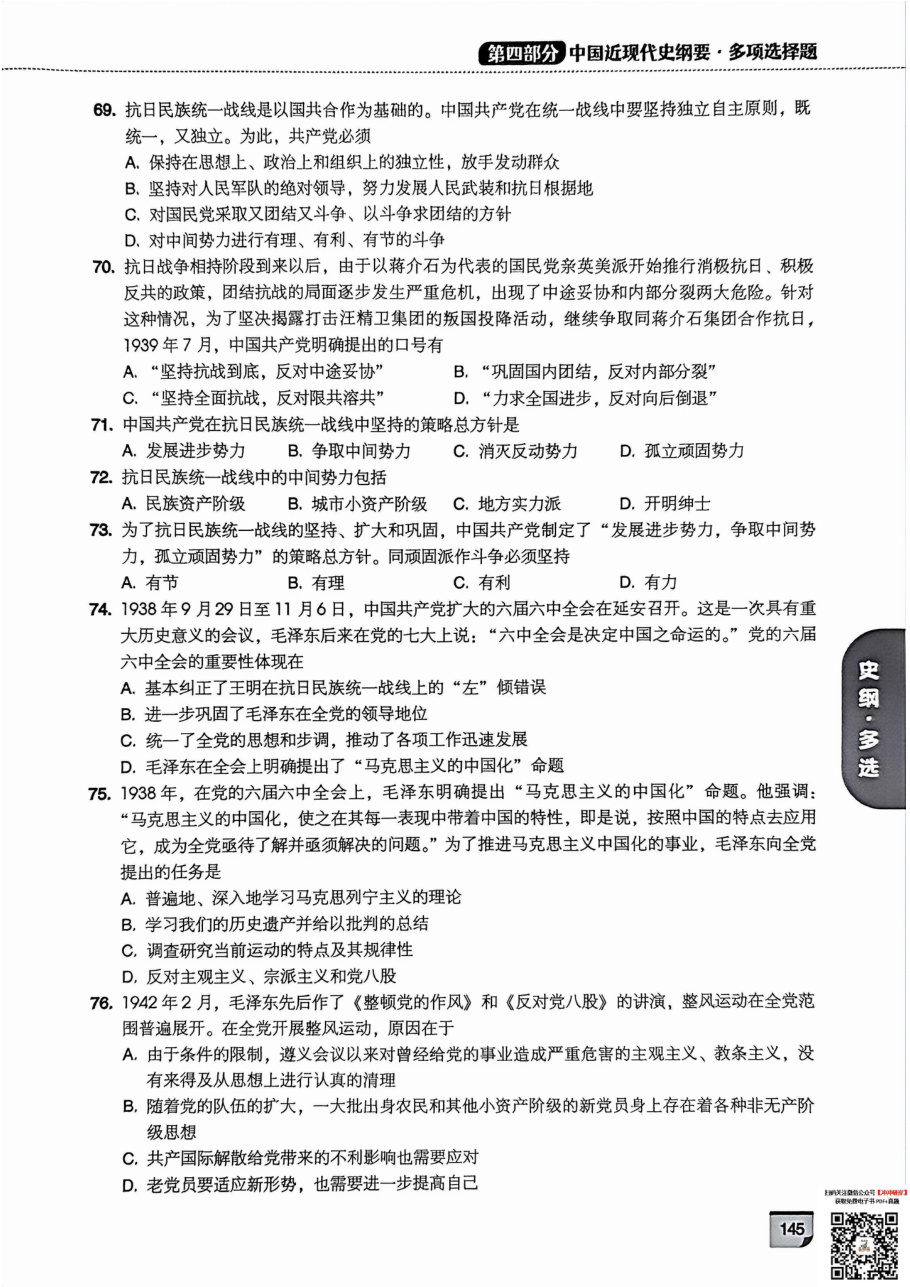 第四部分 中国近现代史纲要·多项选择题
69. 抗日民族统一战线是以国共合作为基础的。中国共产党在统一战线中要坚持独立自主原则，既
统一，又独立。为此，共产党必须
A. 保持在思想上、政治上和组织上的独立性，放手发动群众
B. 坚持对人民军队的绝对领导，努力发展人民武装和抗日根据地
C. 对国民党采取又团结又斗争、以斗争求团结的方针
D. 对中间势力进行有理、有利、有节的斗争
70. 抗日战争相持阶段到来以后，由于以蒋介石为代表的国民党亲英美派开始推行消极抗日、积极
反共的政策，团结抗战的局面逐步发生严重危机，出现了中途妥协和内部分裂两大危险。针对
这种情况，为了坚决揭露打击汪精卫集团的叛国投降活动，继续争取同蒋介石集团合作抗日，
1939 年 7 月，中国共产党明确提出的口号有
A. “坚持抗战到底，反对中途妥协” B. “巩固国内团结，反对内部分裂”
C. “坚持全面抗战，反对限共溶共” D. “力求全国进步，反对向后倒退”
71. 中国共产党在抗日民族统一战线中坚持的策略总方针是
A. 发展进步势力 B. 争取中间势力 C. 消灭反动势力 D. 孤立顽固势力
72. 抗日民族统一战线中的中间势力包括
A. 民族资产阶级 B. 城市小资产阶级 C. 地方实力派 D. 开明绅士
73. 为了抗日民族统一战线的坚持、扩大和巩固，中国共产党制定了“发展进步势力，争取中间势
力，孤立顽固势力”的策略总方针。同顽固派作斗争必须坚持
A. 有节 B. 有理 C. 有利 D. 有力
74. 1938 年 9 月 29 日至 11 月 6 日，中国共产党扩大的六届六中全会在延安召开。这是一次具有重
大历史意义的会议，毛泽东后来在党的七大上说：“六中全会是决定中国之命运的。”党的六届
六中全会的重要性体现在
A. 基本纠正了王明在抗日民族统一战线上的“左”倾错误
B. 进一步巩固了毛泽东在全党的领导地位
C. 统一了全党的思想和步调，推动了各项工作迅速发展
D. 毛泽东在全会上明确提出了“马克思主义的中国化”命题
75. 1938 年，在党的六届六中全会上，毛泽东明确提出“马克思主义的中国化”命题。他强调：
“马克思主义的中国化，使之在其每一表现中带着中国的特性，即是说，按照中国的特点去应用
它，成为全党亟待了解并亟须解决的问题。”为了推进马克思主义中国化的事业，毛泽东向全党
提出的任务是
A. 普遍地、深入地学习马克思列宁主义的理论
B. 学习我们的历史遗产并给以批判的总结
C. 调查研究当前运动的特点及其规律性
D. 反对主观主义、宗派主义和党八股
76. 1942 年 2 月，毛泽东先后作了《整顿党的作风》和《反对党八股》的讲演，整风运动在全党范
围普遍展开。在全党开展整风运动，原因在于
A. 由于条件的限制，遵义会议以来对曾经给党的事业造成严重危害的主观主义、教条主义，没
有来得及从思想上进行认真的清理
B. 随着党的队伍的扩大，一大批出身农民和其他小资产阶级的新党员身上存在着各种非无产阶
级思想
C. 共产国际解散给党带来的不利影响也需要应对
D. 老党员要适应新形势，也需要进一步提高自己
史纲·多选
扫码关注微信公众号【冲冲研资】
获取免费电子书PDF+真题
145